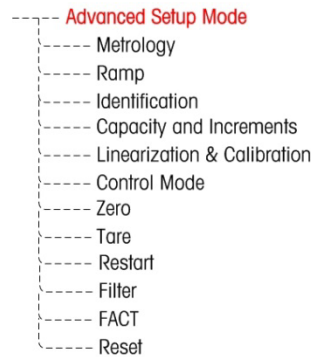 Advanced Setup Mode
Metrology
Ramp
Identification
Capacity and Increments
Linearization & Calibration
Control Mode
Zero
Tare
Restart
Filter
FACT
Reset